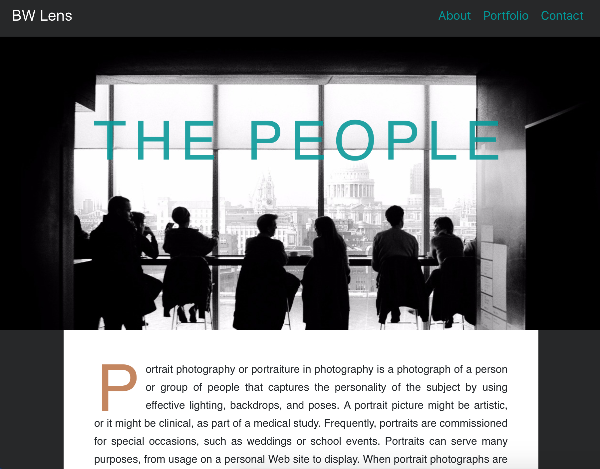 BW Lens
About Portfolio Contact
THE PEOPLE
Portrait photography or portraiture in photography is a photograph of a person
or group of people that captures the personality of the subject by using
effective lighting, backdrops, and poses. A portrait picture might be artistic,
or it might be clinical, as part of a medical study. Frequently, portraits are commissioned
for special occasions, such as weddings or school events. Portraits can serve many
purposes, from usage on a personal Web site to display. When portrait photographs are